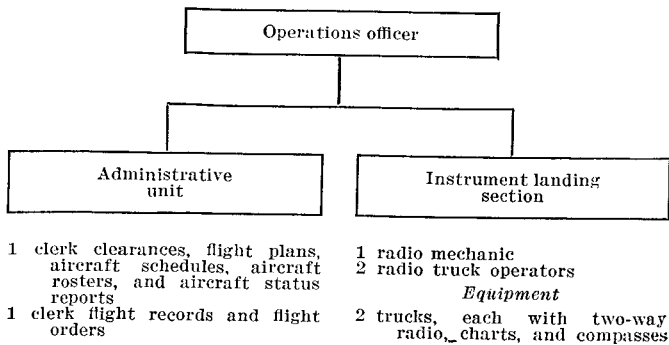 Operations officer
Administrative
unit
Instrument landing
section
1 clerk clearances, flight plans,
aircraft schedules, aircraft
rosters, and aircraft status
reports
1 clerk flight records and flight
orders
1 radio mechanic
2 radio truck operators
Equipment
2 trucks, each with two-way
radio, charts, and compasses